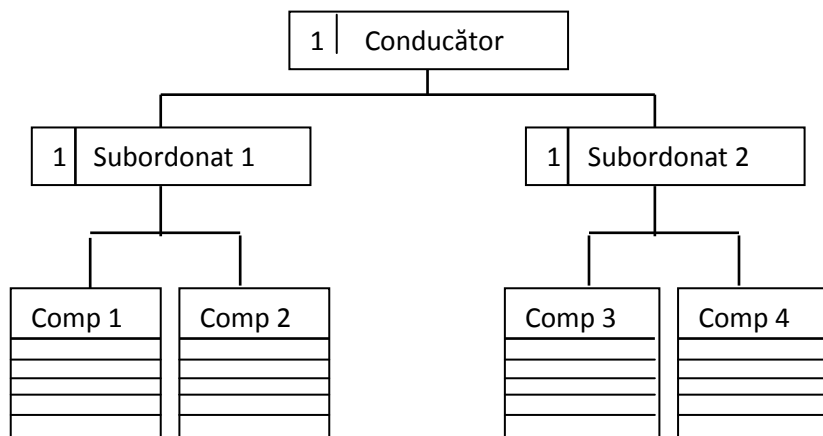 1 Conducător
1 Subordonat 1
1 Subordonat 2
Comp 1
Comp 2
Comp 3
Comp 4